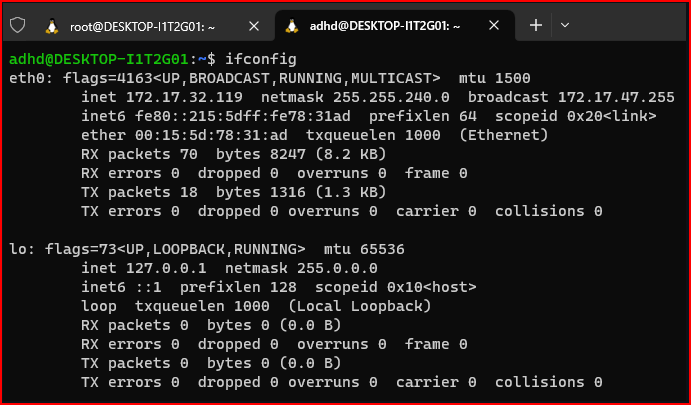 root@DESKTOP-I1T2G01: ~
adhd@DESKTOP-I1T2G01: ~
adhd@DESKTOP-I1T2G01:~$ ifconfig
eth0: flags=4163<UP,BROADCAST,RUNNING,MULTICAST>  mtu 1500
        inet 172.17.32.119  netmask 255.255.240.0  broadcast 172.17.47.255
        inet6 fe80::215:5dff:fe78:31ad  prefixlen 64  scopeid 0x20<link>
        ether 00:15:5d:78:31:ad  txqueuelen 1000  (Ethernet)
        RX packets 70  bytes 8247 (8.2 KB)
        RX errors 0  dropped 0  overruns 0  frame 0
        TX packets 18  bytes 1316 (1.3 KB)
        TX errors 0  dropped 0 overruns 0  carrier 0  collisions 0

lo: flags=73<UP,LOOPBACK,RUNNING>  mtu 65536
        inet 127.0.0.1  netmask 255.0.0.0
        inet6 ::1  prefixlen 128  scopeid 0x10<host>
        loop  txqueuelen 1000  (Local Loopback)
        RX packets 0  bytes 0 (0.0 B)
        RX errors 0  dropped 0  overruns 0  frame 0
        TX packets 0  bytes 0 (0.0 B)
        TX errors 0  dropped 0 overruns 0  carrier 0  collisions 0